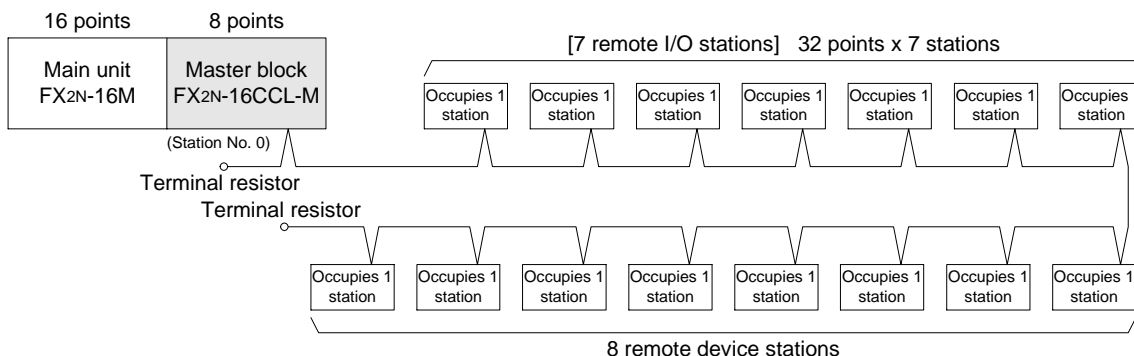 16 points
8 points
[7 remote I/O stations] 32 points x 7 stations
Main unit
FX2N-16M
Master block
FX2N-16CCL-M
(Station No. 0)
Occupies 1
station
Occupies 1
station
Occupies 1
station
Occupies 1
station
Occupies 1
station
Occupies 1
station
Occupies
station
Terminal resistor
Terminal resistor
Occupies 1
station
Occupies 1
station
Occupies 1
station
Occupies 1
station
Occupies 1
station
Occupies 1
station
Occupies 1
station
Occupies 1
station
8 remote device stations